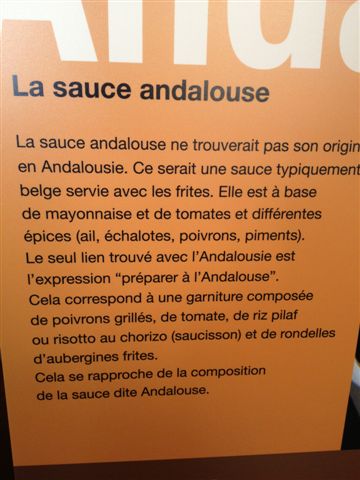 Anda
La sauce andalouse
La sauce andalouse ne trouverait pas son origin
en Andalousie. Ce serait une sauce typiquement
belge servie avec les frites. Elle est à base
de mayonnaise et de tomates et différentes
épices (ail, échalotes, poivrons, piments).
Le seul lien trouvé avec l'Andalousie est
l'expression “préparer à l'Andalouse”.
Cela correspond à une garniture composée
de poivrons grillés, de tomate, de riz pilaf
ou risotto au chorizo (saucisson) et de rondelles
d'aubergines frites.
Cela se rapproche de la composition
de la sauce dite Andalouse.